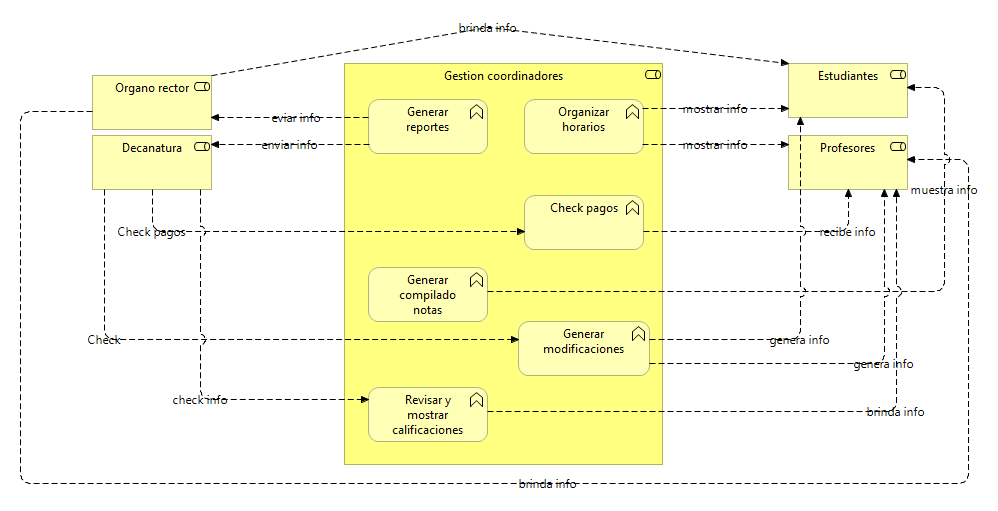 brinda info
Organo rector
Gestion coordinadores
Estudiantes
Generar
reportes
Organizar
horarios
eviar info
mostrar info
Decanatura
enviar info
mostrar info
Profesores
muestra info
Check pagos
Check pagos
recibe info
Generar
compilado
notas
Check
Generar
modificaciones
genera info
genera info
check info
Revisar y
mostrar
calificaciones
brinda info
brinda info